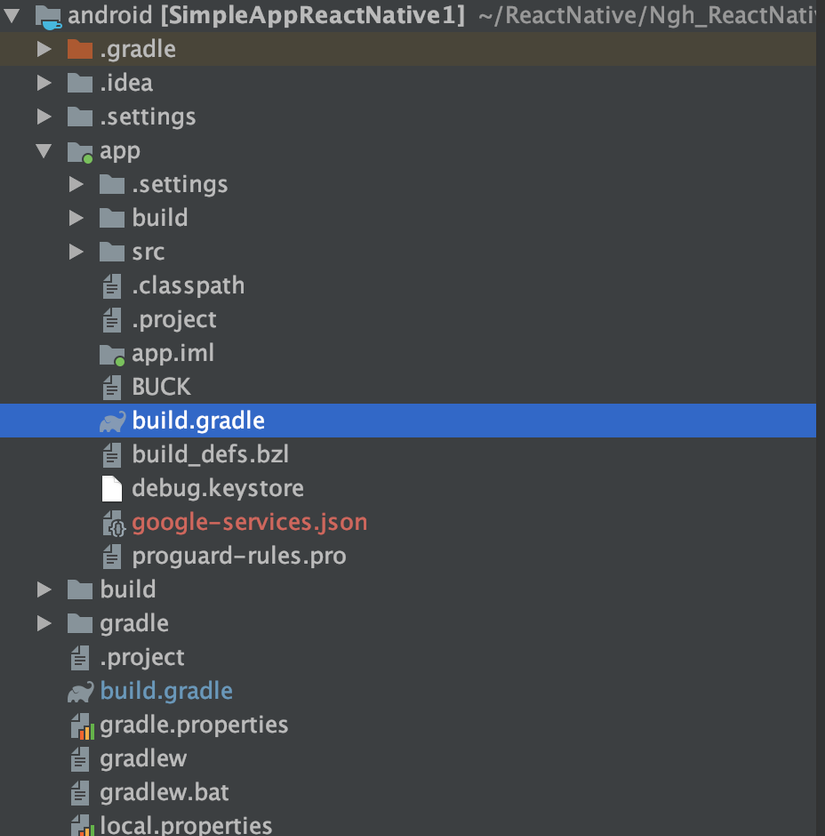 android [SimpleAppReactNative1] ~/ReactNative/Ngh_ReactNati
.gradle
.idea
.settings
app
.settings
build
src
.classpath
.project
app.iml
BUCK
build.gradle
build_defs.bzl
debug.keystore
google-services.json
proguard-rules.pro
build
gradle
.project
build.gradle
gradle.properties
gradlew
gradlew.bat
local.properties